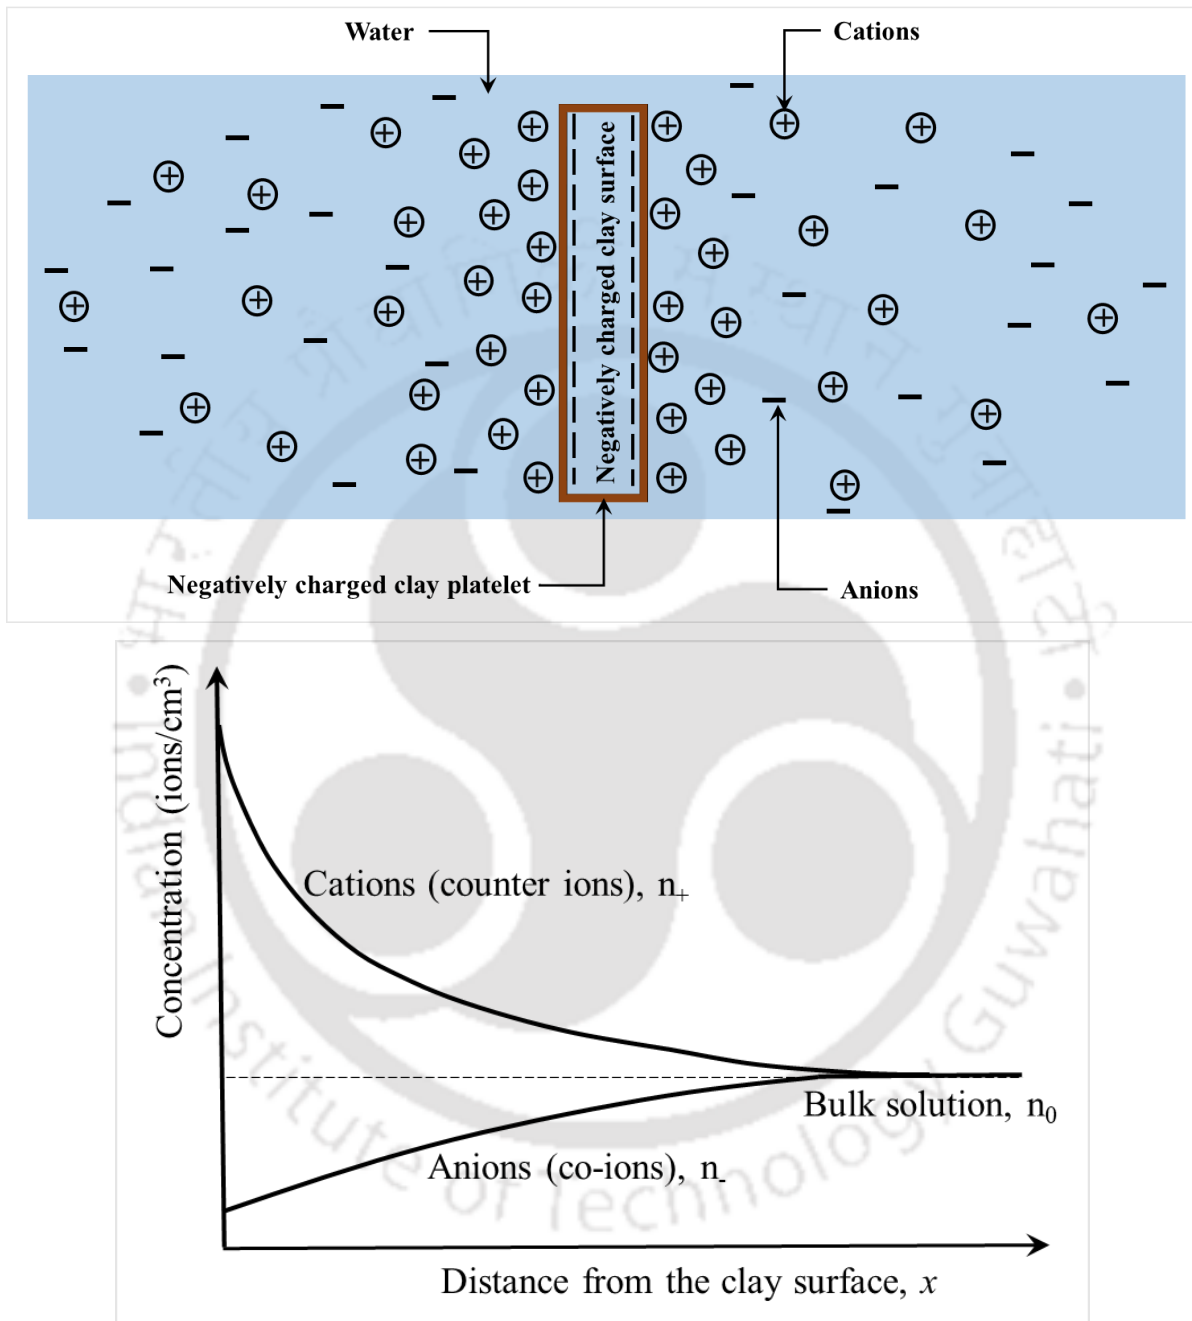 Water
Cations
Negatively charged clay surface
Negatively charged clay platelet
Anions
Concentration (ions/cm³)
Cations (counter ions), n₊
Bulk solution, n₀
Anions (co-ions), n₋
Distance from the clay surface, x
Indian Institute of Technology Guwahati